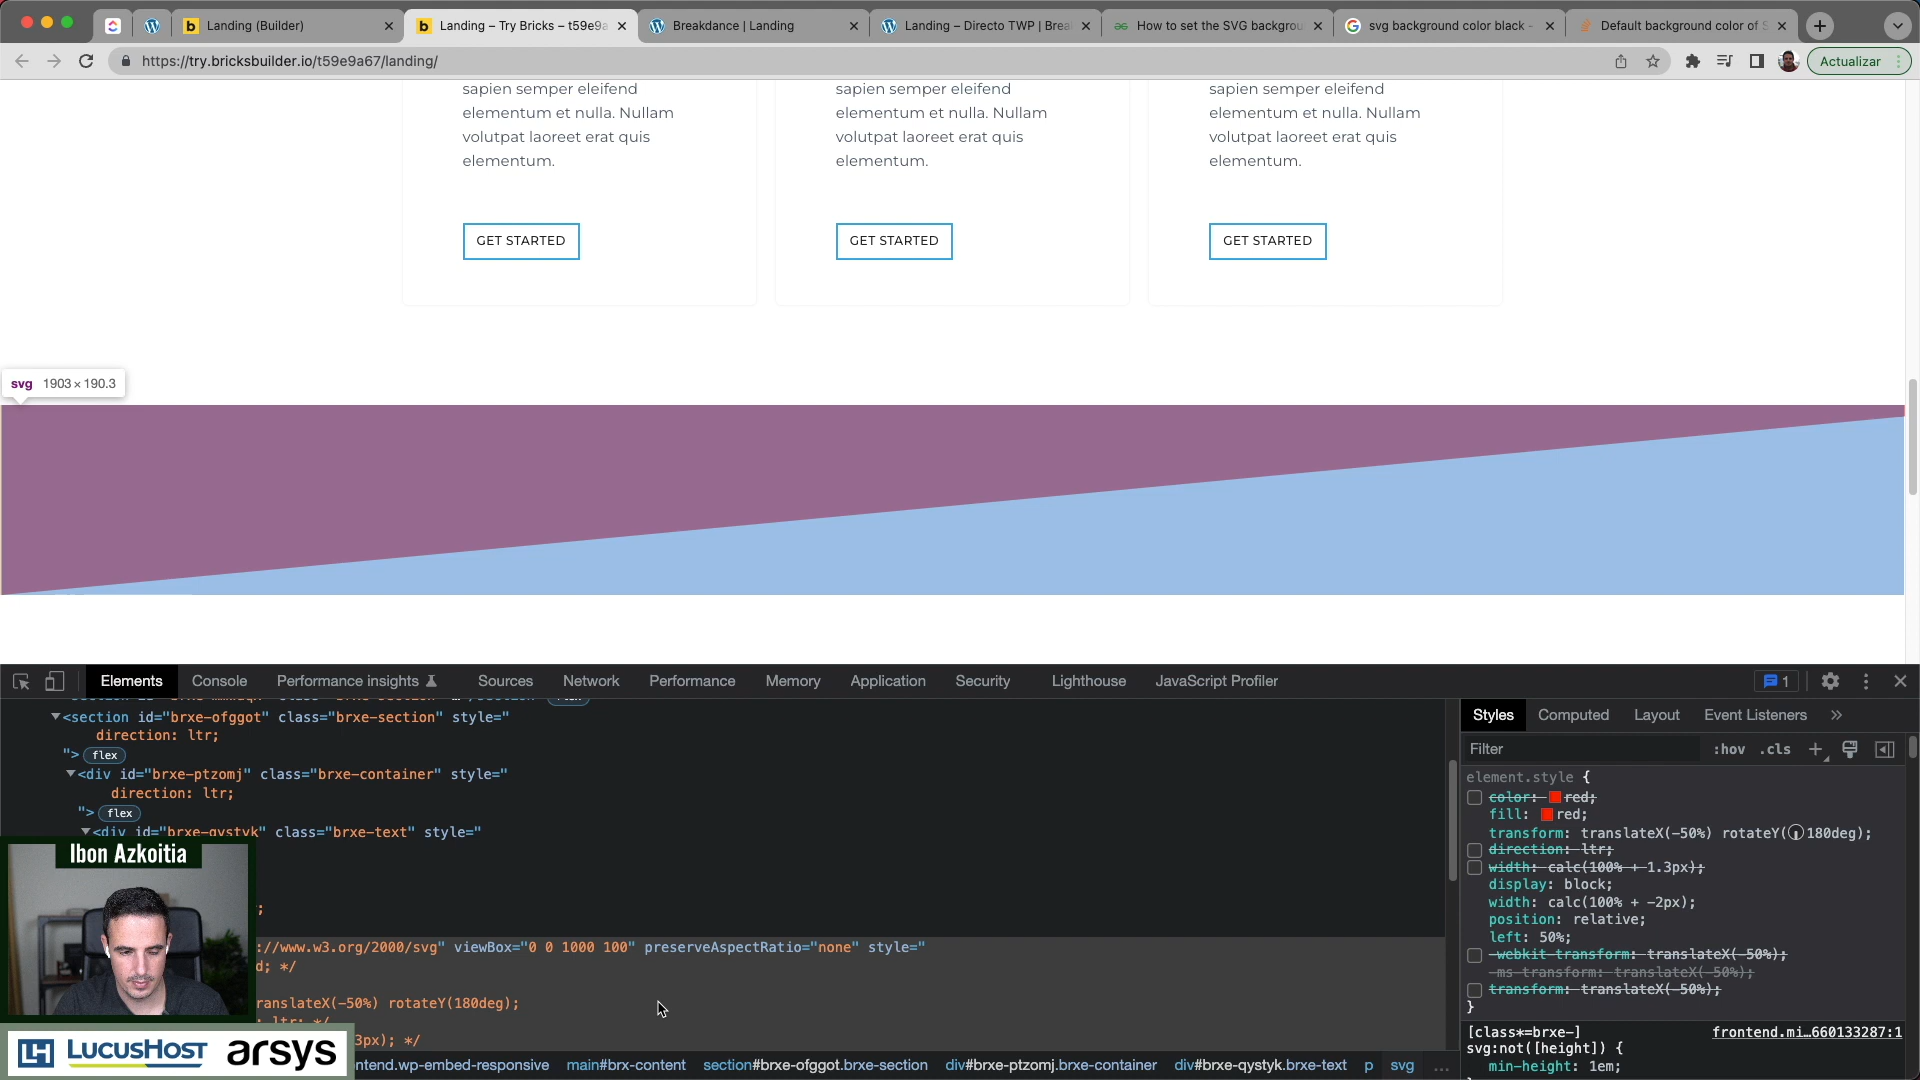 Landing (Builder)
Landing – Try Bricks – t59e9a
Breakdance | Landing
Landing – Directo TWP | Brea
How to set the SVG backgrou
svg background color black -
Default background color of S
https://try.bricksbuilder.io/t59e9a67/landing/
Actualizar
sapien semper eleifend
elementum et nulla. Nullam
volutpat laoreet erat quis
elementum.
GET STARTED
sapien semper eleifend
elementum et nulla. Nullam
volutpat laoreet erat quis
elementum.
GET STARTED
sapien semper eleifend
elementum et nulla. Nullam
volutpat laoreet erat quis
elementum.
GET STARTED
svg 1903 × 190.3
Elements Console Performance insights Sources Network Performance Memory Application Security Lighthouse JavaScript Profiler 1
<section id="brxe-ofggot" class="brxe-section" style="
direction: ltr;
"> flex
<div id="brxe-ptzomj" class="brxe-container" style="
direction: ltr;
"> flex
<div id="brxe-qystyk" class="brxe-text" style="
;
://www.w3.org/2000/svg" viewBox="0 0 1000 100" preserveAspectRatio="none" style="
d; */
ranslateX(-50%) rotateY(180deg);
: ltr; */
3px); */
ntend.wp-embed-responsive main#brx-content section#brxe-ofggot.brxe-section div#brxe-ptzomj.brxe-container div#brxe-qystyk.brxe-text p svg ...
Styles Computed Layout Event Listeners »
Filter :hov .cls +
element.style {
color: red;
fill: red;
transform: translateX(-50%) rotateY(180deg);
direction: ltr;
width: calc(100% + 1.3px);
display: block;
width: calc(100% + -2px);
position: relative;
left: 50%;
-webkit-transform: translateX(-50%);
-ms-transform: translateX(-50%);
transform: translateX(-50%);
}
[class*=brxe-] frontend.mi…660133287:1
svg:not([height]) {
min-height: 1em;
Ibon Azkoitia
LUCUSHOST arsys